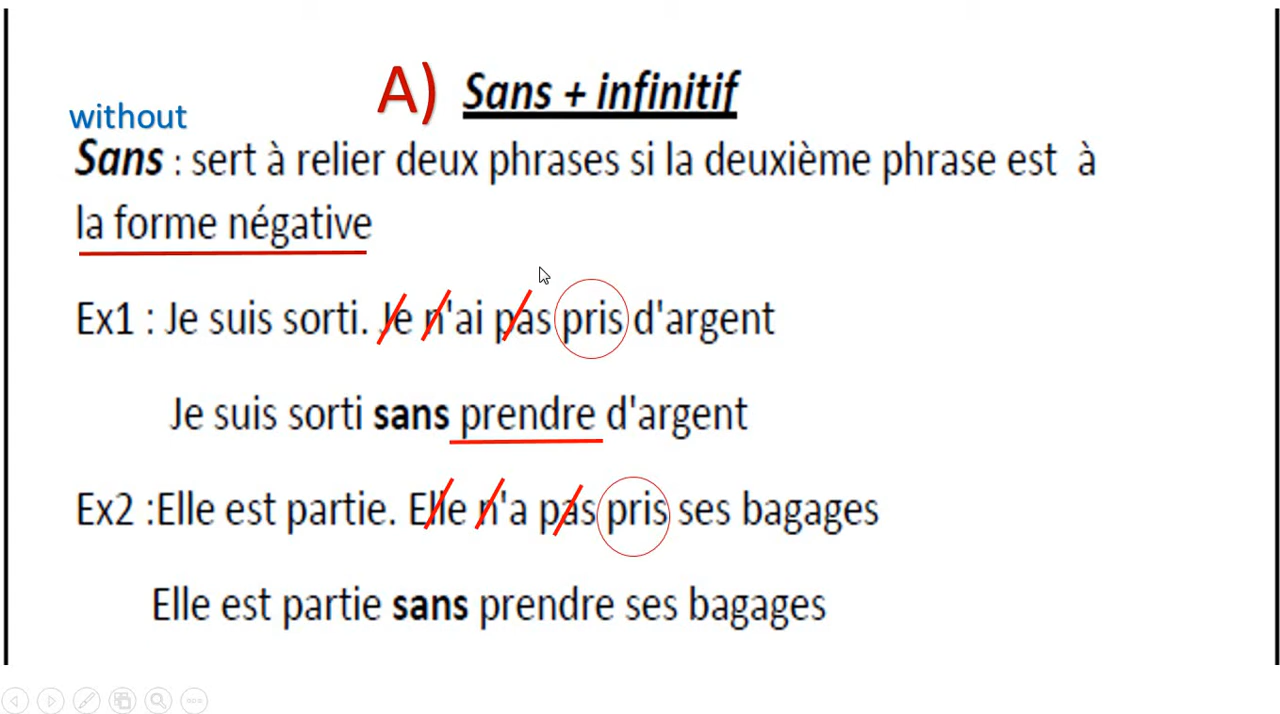 A) Sans + infinitif
without
Sans : sert à relier deux phrases si la deuxième phrase est à
la forme négative
Ex1 : Je suis sorti. Je n'ai pas pris d'argent
Je suis sorti sans prendre d'argent
Ex2 :Elle est partie. Elle n'a pas pris ses bagages
Elle est partie sans prendre ses bagages